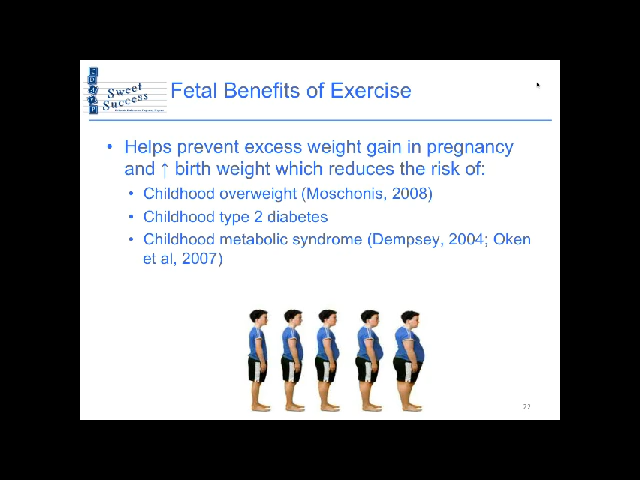 Sweet
Success
Fetal Benefits of Exercise
• Helps prevent excess weight gain in pregnancy
and ↑ birth weight which reduces the risk of:
• Childhood overweight (Moschonis, 2008)
• Childhood type 2 diabetes
• Childhood metabolic syndrome (Dempsey, 2004; Oken
et al, 2007)